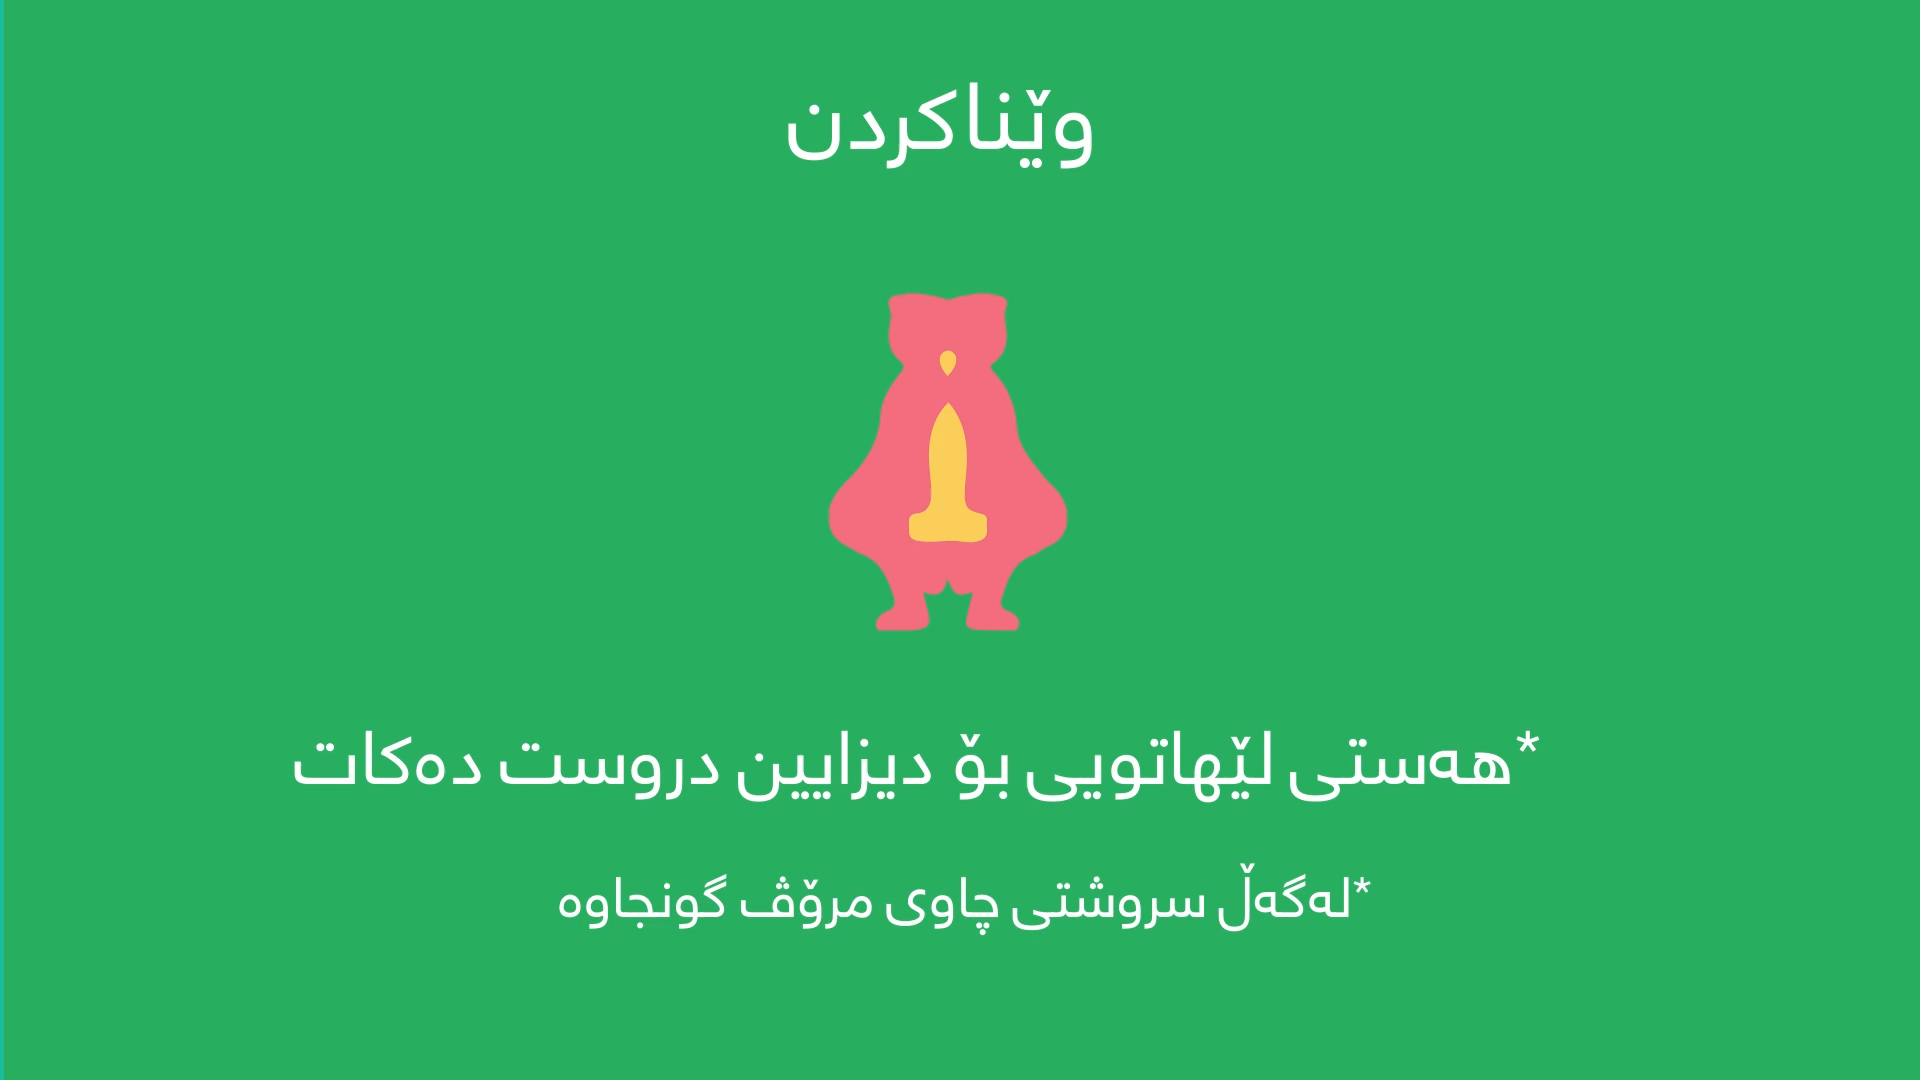 وێناکردن
*هەستی لێهاتویی بۆ دیزایین دروست دەکات
*لەگەڵ سروشتی چاوی مرۆڤ گونجاوە